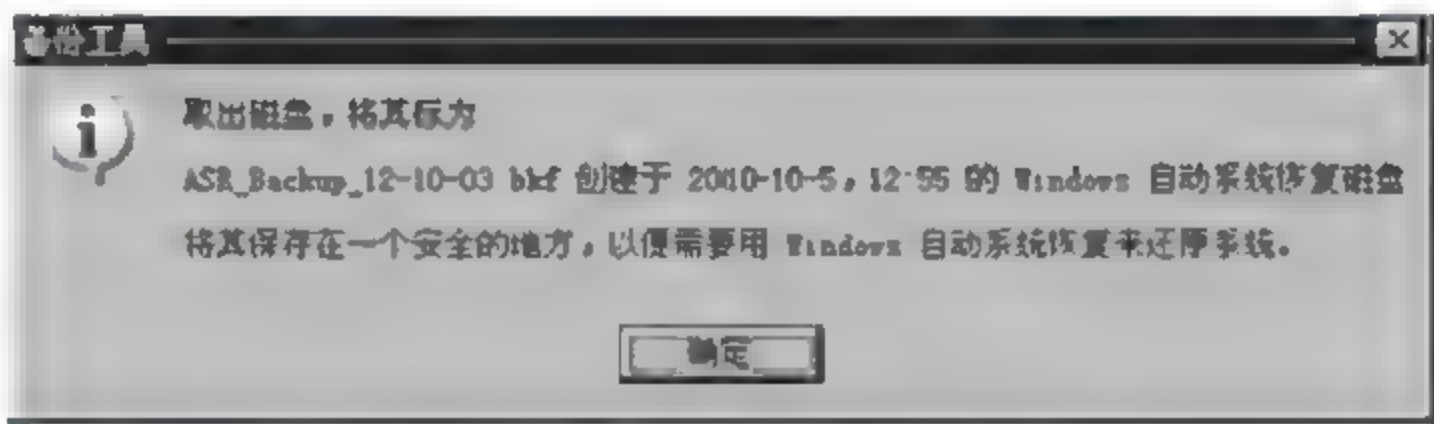 备份工具
取出磁盘，将其标为
ASR_Backup_12-10-03 bkf 创建于 2010-10-5，12:55 的 Windows 自动系统恢复磁盘
将其保存在一个安全的地方，以便需要用 Windows 自动系统恢复来还原系统。
确定